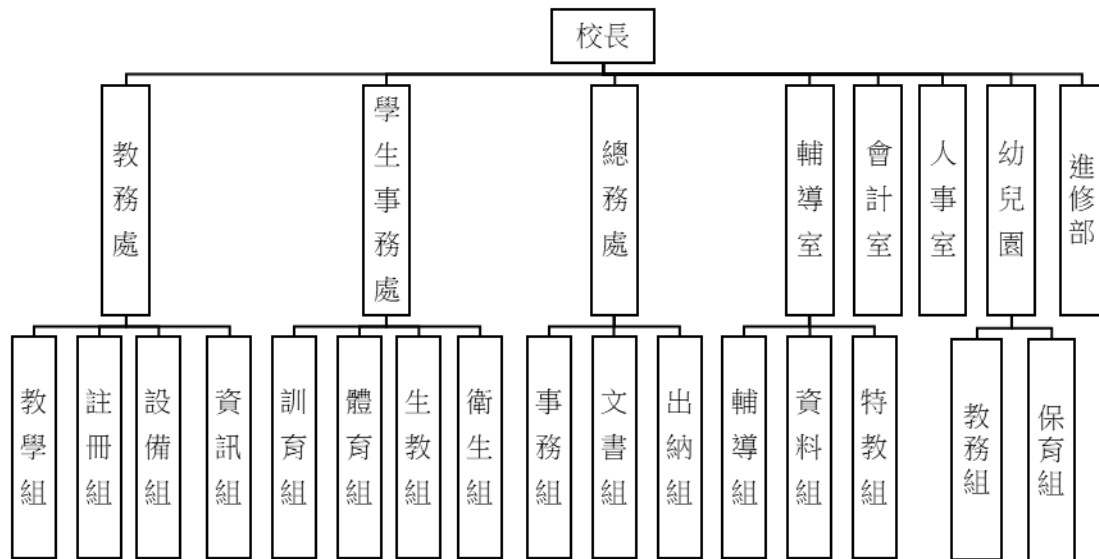 校長
教務處
學生事務處
總務處
輔導室
會計室
人事室
幼兒園
進修部
教學組
註冊組
設備組
資訊組
訓育組
體育組
生教組
衛生組
事務組
文書組
出納組
輔導組
資料組
特教組
教務組
保育組